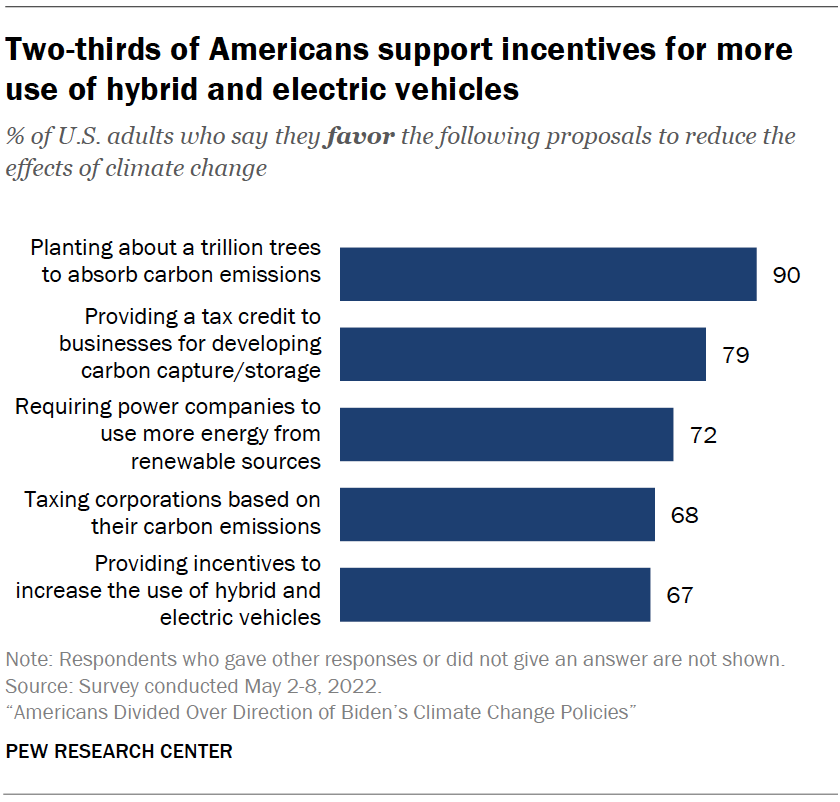 Two-thirds of Americans support incentives for more
use of hybrid and electric vehicles
% of U.S. adults who say they favor the following proposals to reduce the
effects of climate change
Planting about a trillion trees
to absorb carbon emissions
90
Providing a tax credit to
businesses for developing
carbon capture/storage
79
Requiring power companies to
use more energy from
renewable sources
72
Taxing corporations based on
their carbon emissions
68
Providing incentives to
increase the use of hybrid and
electric vehicles
67
Note: Respondents who gave other responses or did not give an answer are not shown.
Source: Survey conducted May 2-8, 2022.
“Americans Divided Over Direction of Biden’s Climate Change Policies”
PEW RESEARCH CENTER